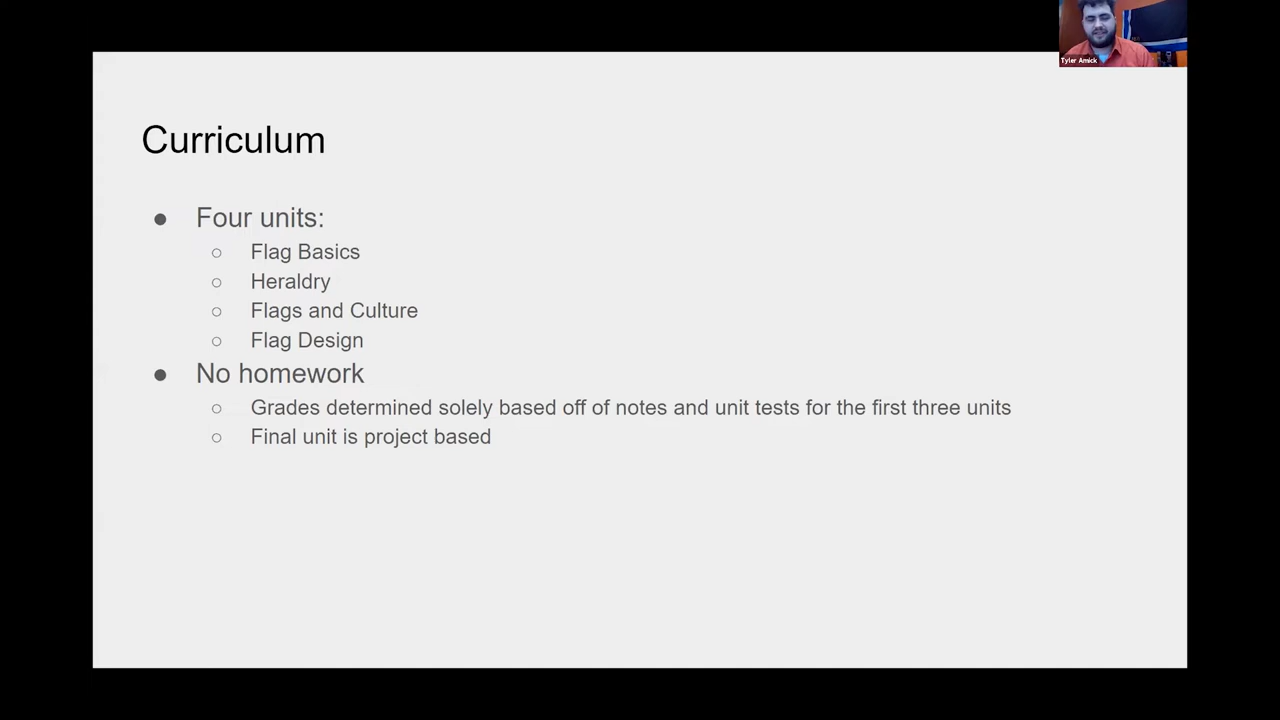 Tyler Amick
Curriculum
● Four units:
○ Flag Basics
○ Heraldry
○ Flags and Culture
○ Flag Design
● No homework
○ Grades determined solely based off of notes and unit tests for the first three units
○ Final unit is project based